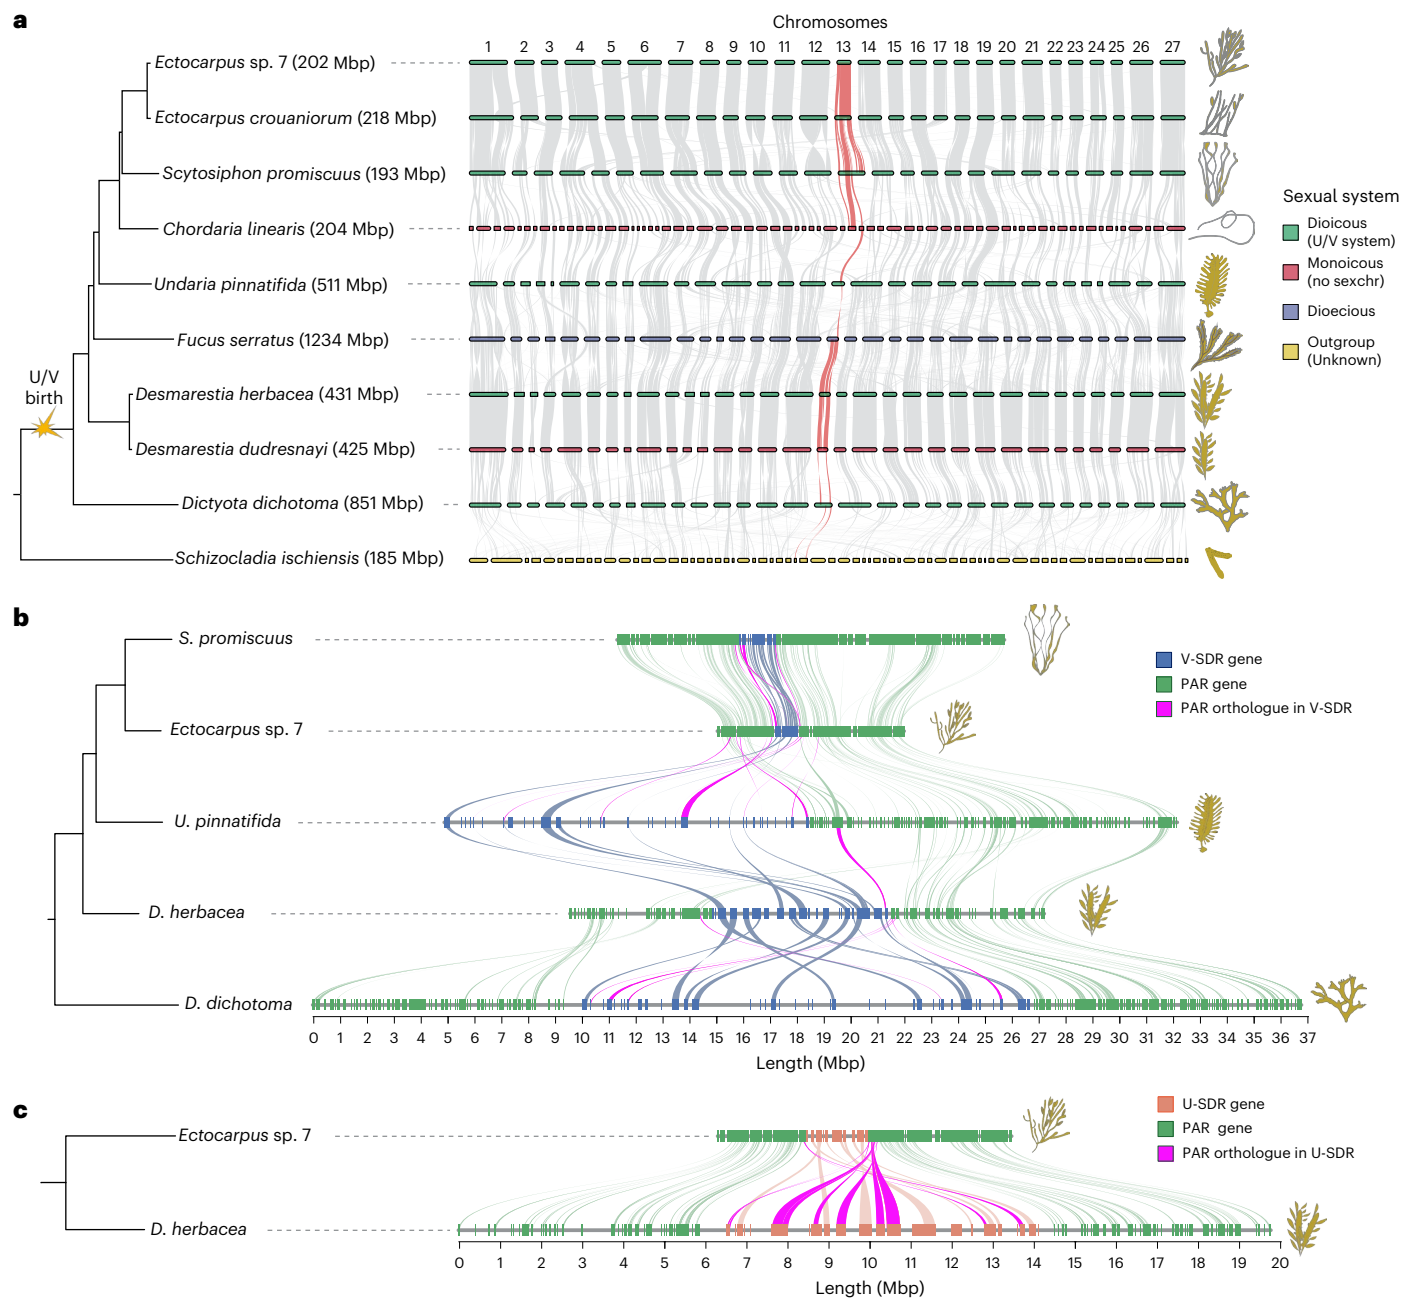 a
Chromosomes
1 2 3 4 5 6 7 8 9 10 11 12 13 14 15 16 17 18 19 20 21 22 23 24 25 26 27
Ectocarpus sp. 7 (202 Mbp)
Ectocarpus crouaniorum (218 Mbp)
Scytosiphon promiscuus (193 Mbp)
Chordaria linearis (204 Mbp)
Undaria pinnatifida (511 Mbp)
Fucus serratus (1234 Mbp)
U/V
birth
Desmarestia herbacea (431 Mbp)
Desmarestia dudresnayi (425 Mbp)
Dictyota dichotoma (851 Mbp)
Schizocladia ischiensis (185 Mbp)
Sexual system
Dioicous
(U/V system)
Monoicous
(no sexchr)
Dioecious
Outgroup
(Unknown)
b
S. promiscuus
Ectocarpus sp. 7
U. pinnatifida
D. herbacea
D. dichotoma
V-SDR gene
PAR gene
PAR orthologue in V-SDR
0 1 2 3 4 5 6 7 8 9 10 11 12 13 14 15 16 17 18 19 20 21 22 23 24 25 26 27 28 29 30 31 32 33 34 35 36 37
Length (Mbp)
c
Ectocarpus sp. 7
D. herbacea
U-SDR gene
PAR gene
PAR orthologue in U-SDR
0 1 2 3 4 5 6 7 8 9 10 11 12 13 14 15 16 17 18 19 20
Length (Mbp)